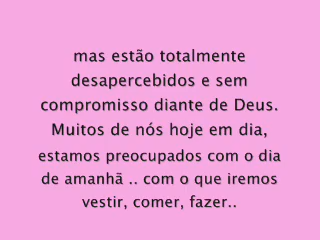 mas estão totalmente
desapercebidos e sem
compromisso diante de Deus.
Muitos de nós hoje em dia,
estamos preocupados com o dia
de amanhã .. com o que iremos
vestir, comer, fazer..